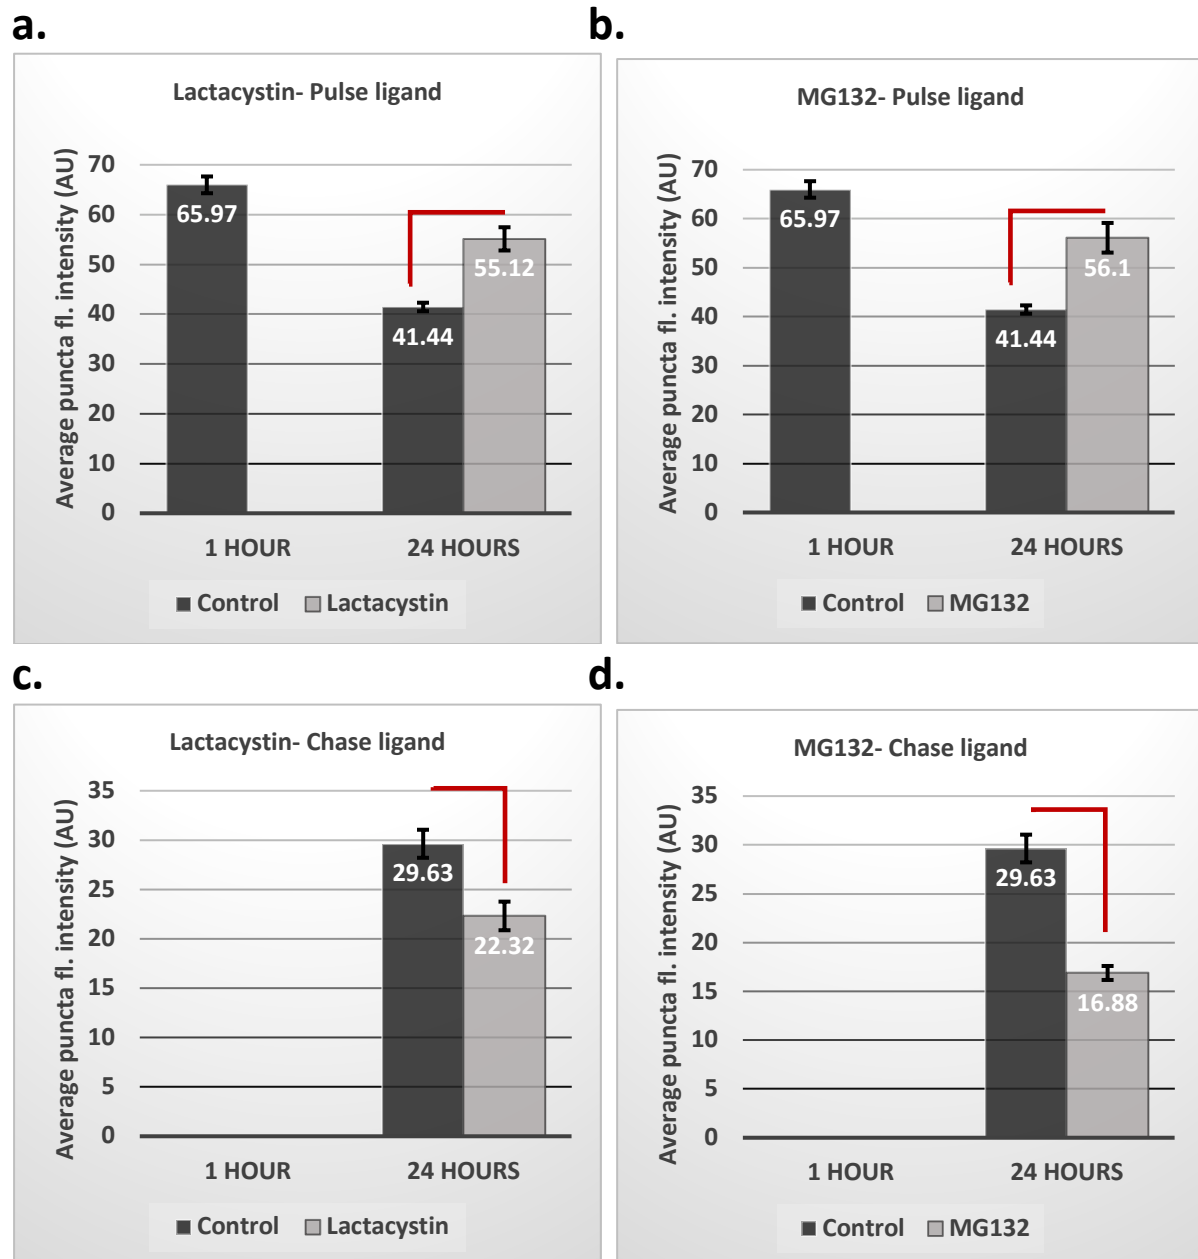 a.
Lactacystin- Pulse ligand
Average puncta fl. intensity (AU)
70
60
50
40
30
20
10
0
65.97
41.44
55.12
1 HOUR
24 HOURS
Control
Lactacystin
b.
MG132- Pulse ligand
Average puncta fl. intensity (AU)
70
60
50
40
30
20
10
0
65.97
41.44
56.1
1 HOUR
24 HOURS
Control
MG132
c.
Lactacystin- Chase ligand
Average puncta fl. intensity (AU)
35
30
25
20
15
10
5
0
29.63
22.32
1 HOUR
24 HOURS
Control
Lactacystin
d.
MG132- Chase ligand
Average puncta fl. intensity (AU)
35
30
25
20
15
10
5
0
29.63
16.88
1 HOUR
24 HOURS
Control
MG132